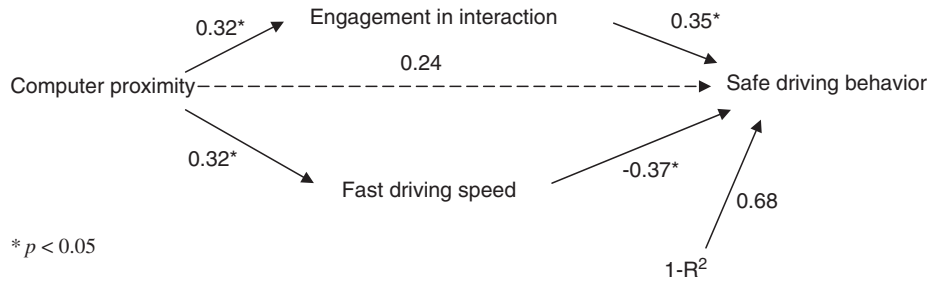 Engagement in interaction
0.32*
0.35*
0.24
Computer proximity
Safe driving behavior
0.32*
-0.37*
Fast driving speed
0.68
* p < 0.05
1-R²